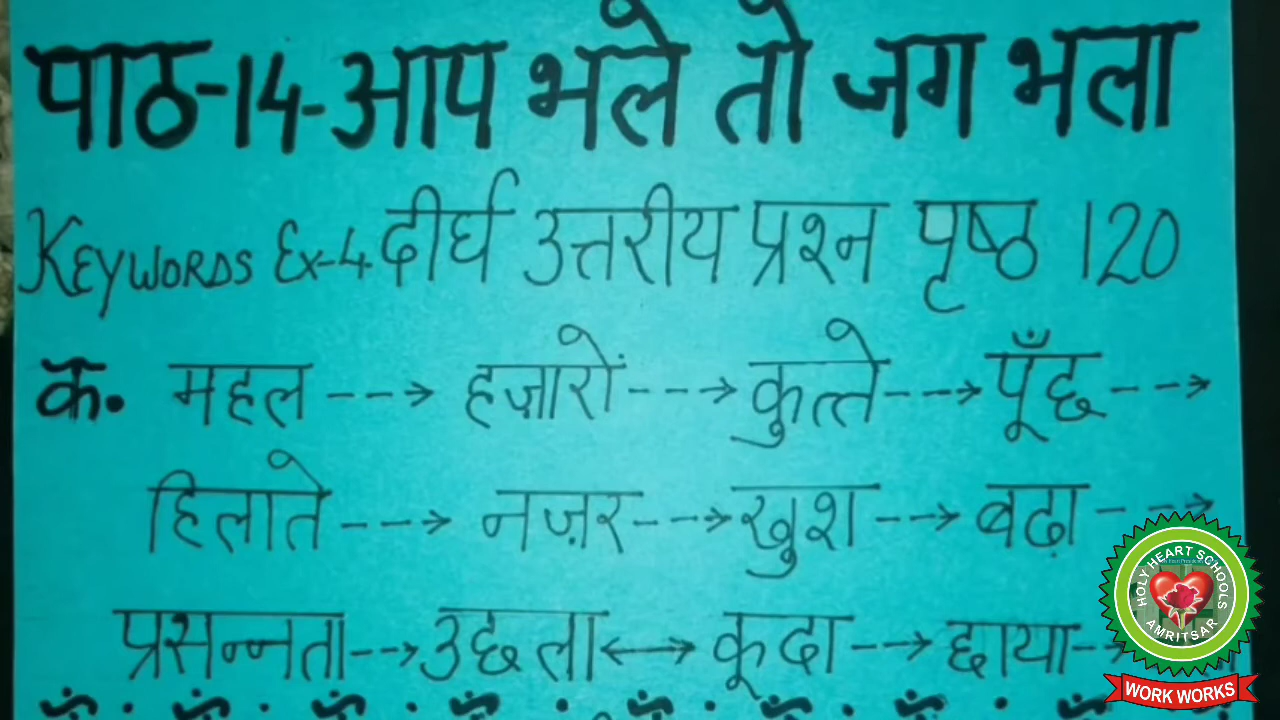 पाठ-14-आप भले तो जग भला
KEYWORDS Ex-4 दीर्घ उत्तरीय प्रश्न पृष्ठ 120
क. महल ---> हज़ारों ---> कुत्ते ---> पूँछ --->
हिलाते ---> नज़र ---> खुश ---> बढ़ा --->
प्रसन्नता --> उछला <--> कूदा --> छाया -->
HOLY HEART SCHOOLS
AMRITSAR
WORK WORKS